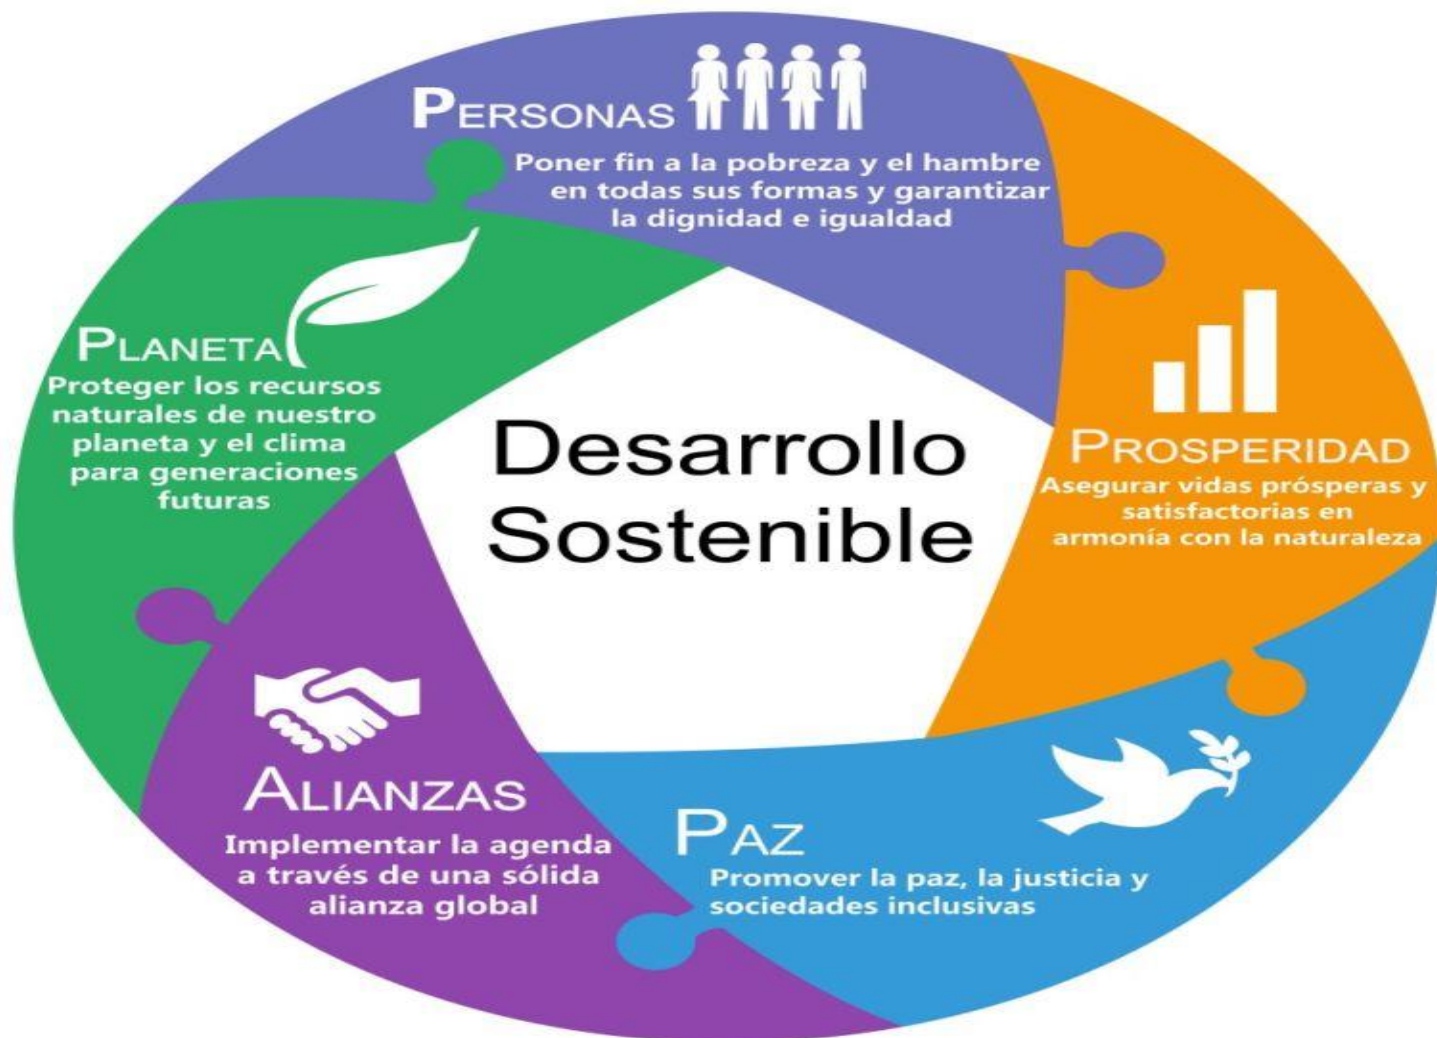 PERSONAS
Poner fin a la pobreza y el hambre
en todas sus formas y garantizar
la dignidad e igualdad
PROSPERIDAD
Asegurar vidas prósperas y
satisfactorias en
armonía con la naturaleza
PAZ
Promover la paz, la justicia y
sociedades inclusivas
ALIANZAS
Implementar la agenda
a través de una sólida
alianza global
PLANETA
Proteger los recursos
naturales de nuestro
planeta y el clima
para generaciones
futuras
Desarrollo
Sostenible